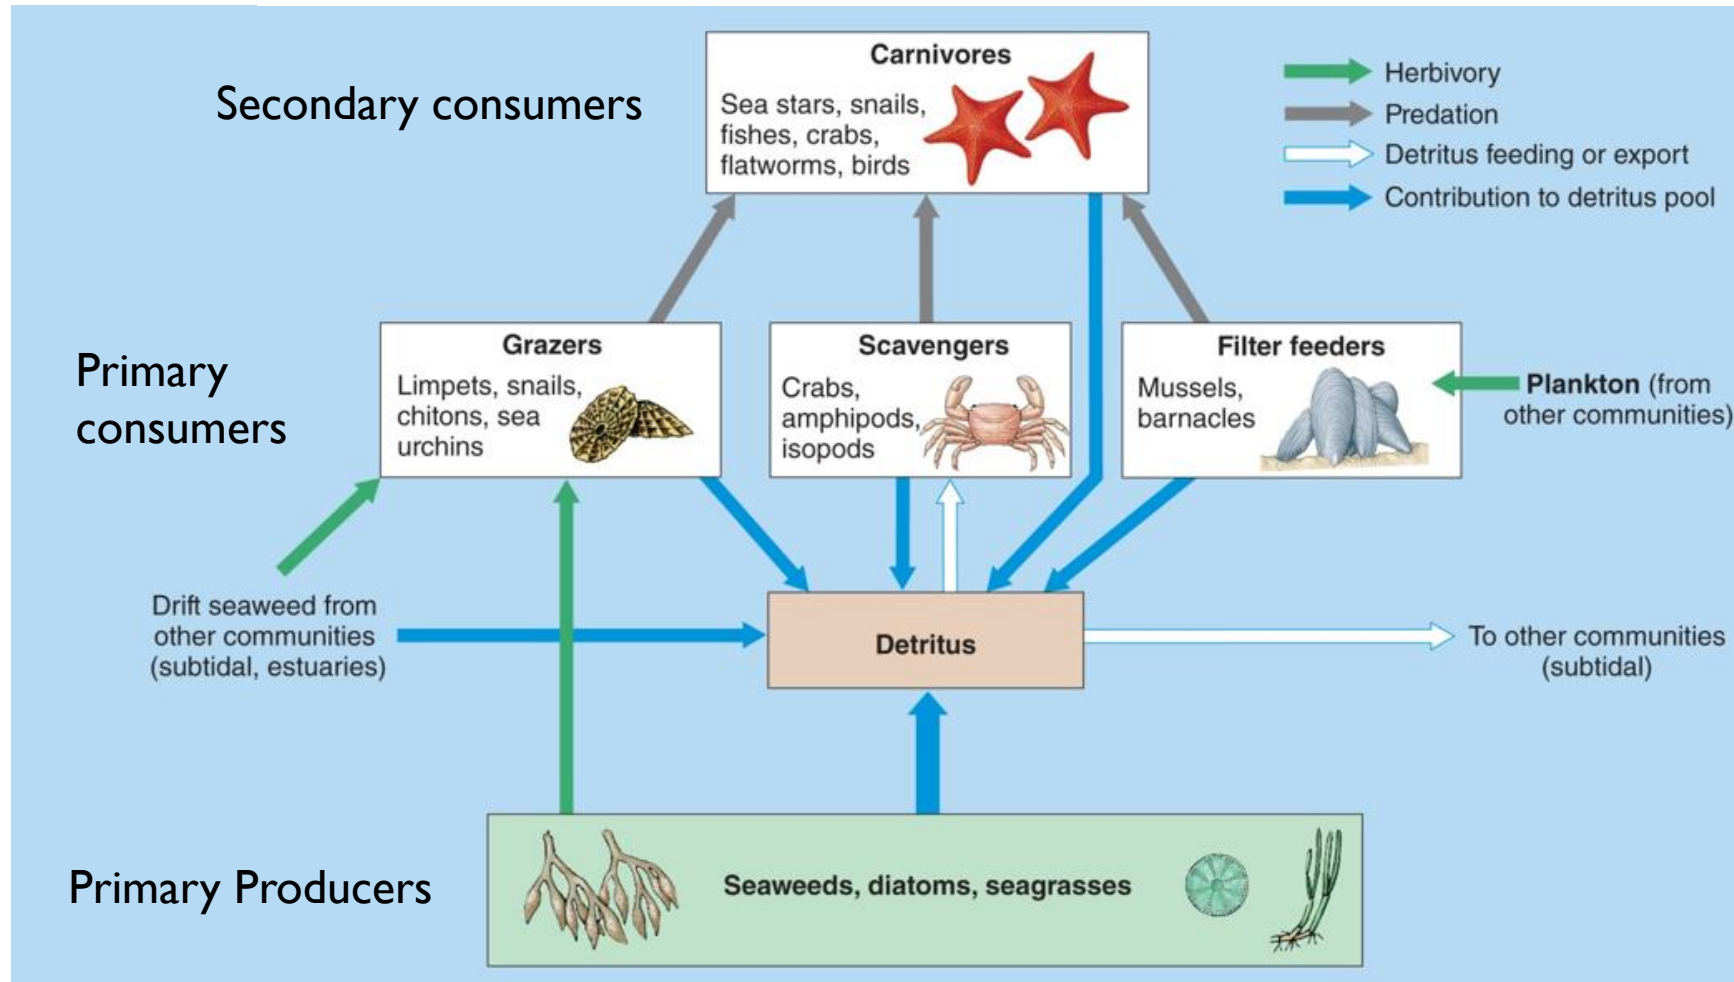 Secondary consumers
Carnivores
Sea stars, snails,
fishes, crabs,
flatworms, birds
Herbivory
Predation
Detritus feeding or export
Contribution to detritus pool
Primary
consumers
Grazers
Limpets, snails,
chitons, sea
urchins
Scavengers
Crabs,
amphipods,
isopods
Filter feeders
Mussels,
barnacles
Plankton (from
other communities)
Drift seaweed from
other communities
(subtidal, estuaries)
Detritus
To other communities
(subtidal)
Primary Producers
Seaweeds, diatoms, seagrasses